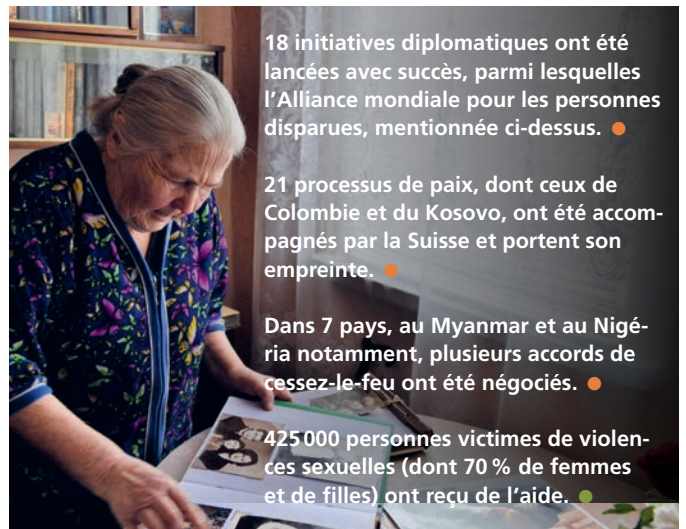 18 initiatives diplomatiques ont été
lancées avec succès, parmi lesquelles
l’Alliance mondiale pour les personnes
disparues, mentionnée ci-dessus.
21 processus de paix, dont ceux de
Colombie et du Kosovo, ont été accom-
pagnés par la Suisse et portent son
empreinte.
Dans 7 pays, au Myanmar et au Nigé-
ria notamment, plusieurs accords de
cessez-le-feu ont été négociés.
425 000 personnes victimes de violen-
ces sexuelles (dont 70 % de femmes
et de filles) ont reçu de l’aide.